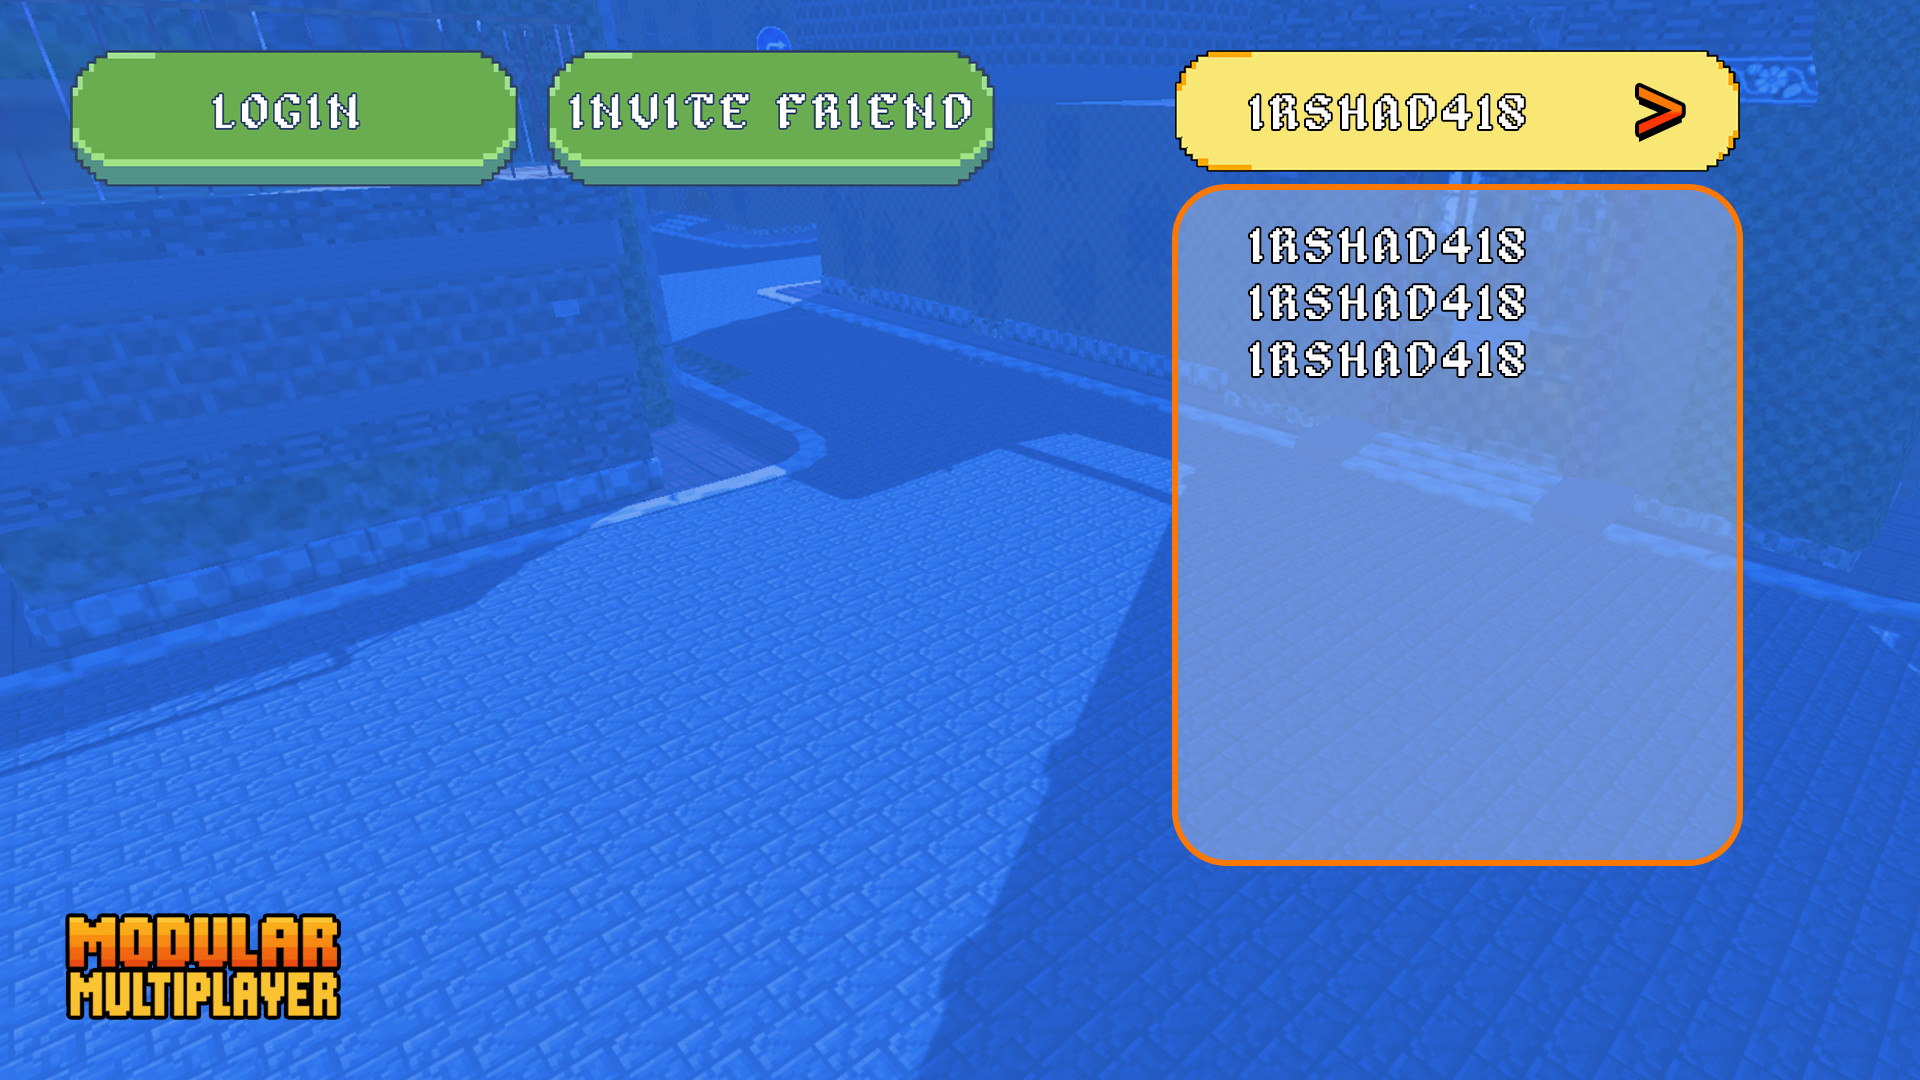 LOGIN
INVITE FRIEND
IRSHAD418
>
IRSHAD418
IRSHAD418
IRSHAD418
MODULAR
MULTIPLAYER